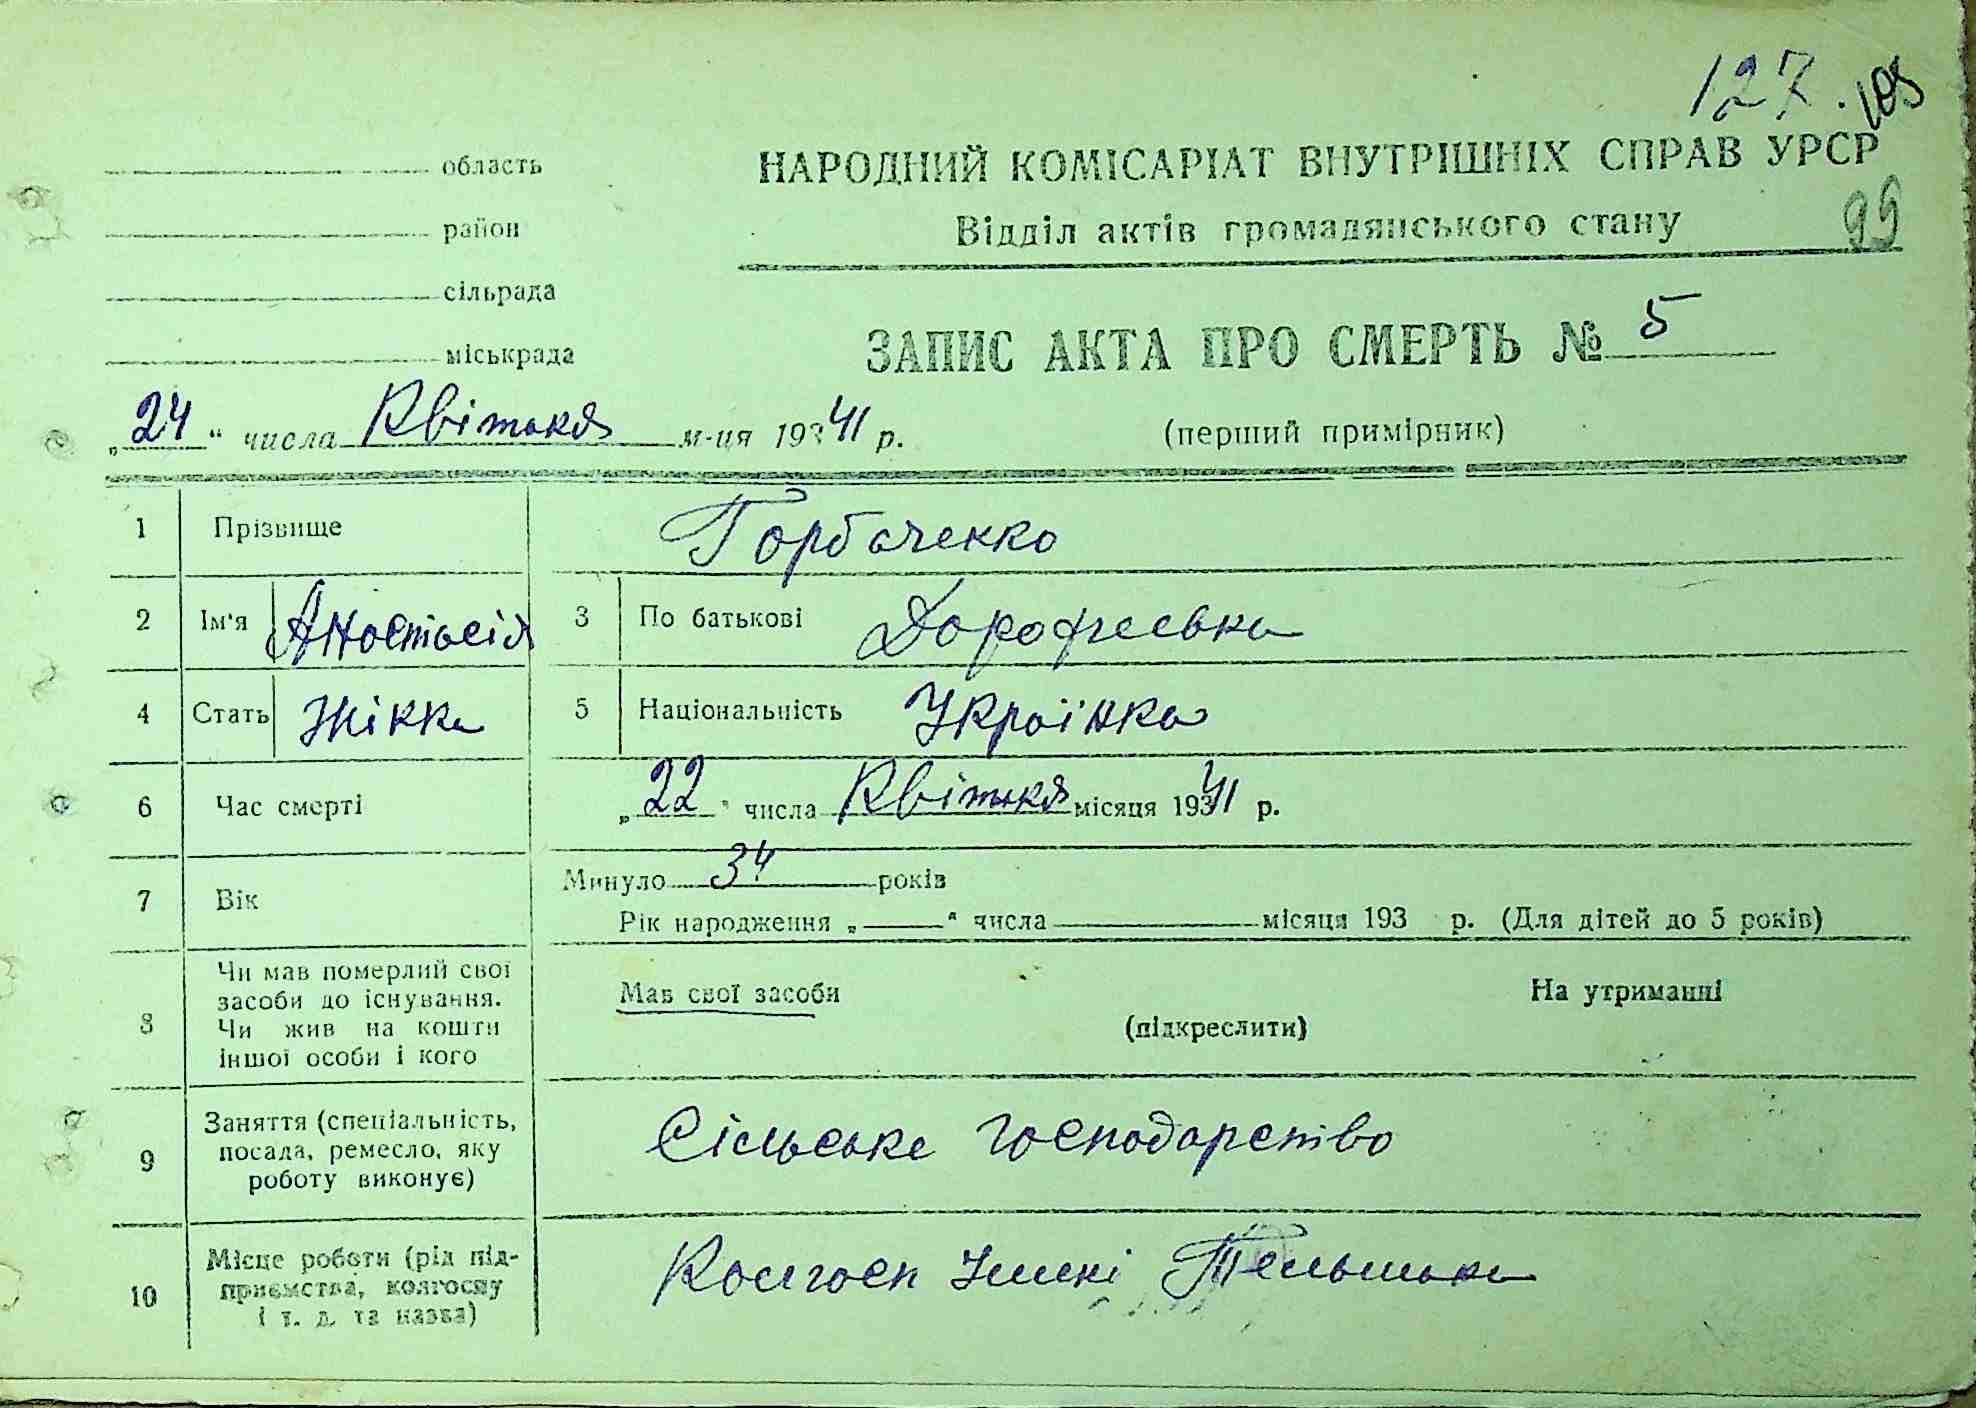 127. 105
область
НАРОДНИЙ КОМІСАРІАТ ВНУТРІШНІХ СПРАВ УРСР
район
Відділ актів громадянського стану 99
сільрада
міськрада
ЗАПИС АКТА ПРО СМЕРТЬ № 5
„24“ числа Квітня м-ця 1941 р.
(перший примірник)
1 Прізвище Горбаченко
2 Ім'я Анастасія 3 По батькові Дорофеевна
4 Стать Жінка 5 Національність Українка
6 Час смерті „22“ числа Квітня місяця 1941 р.
7 Вік Минуло 34 років
Рік народження „ “ числа місяця 193 р. (Для дітей до 5 років)
8 Чи мав померлий свої засоби до існування. Чи жив на кошти іншої особи і кого
Мав свої засоби (підкреслити) На утриманні
9 Заняття (спеціальність, посада, ремесло, яку роботу виконує) Сільське господарство
10 Місце роботи (рід підприємства, колгоспу і т. д. та назва) Колгосп Імені Тельмана